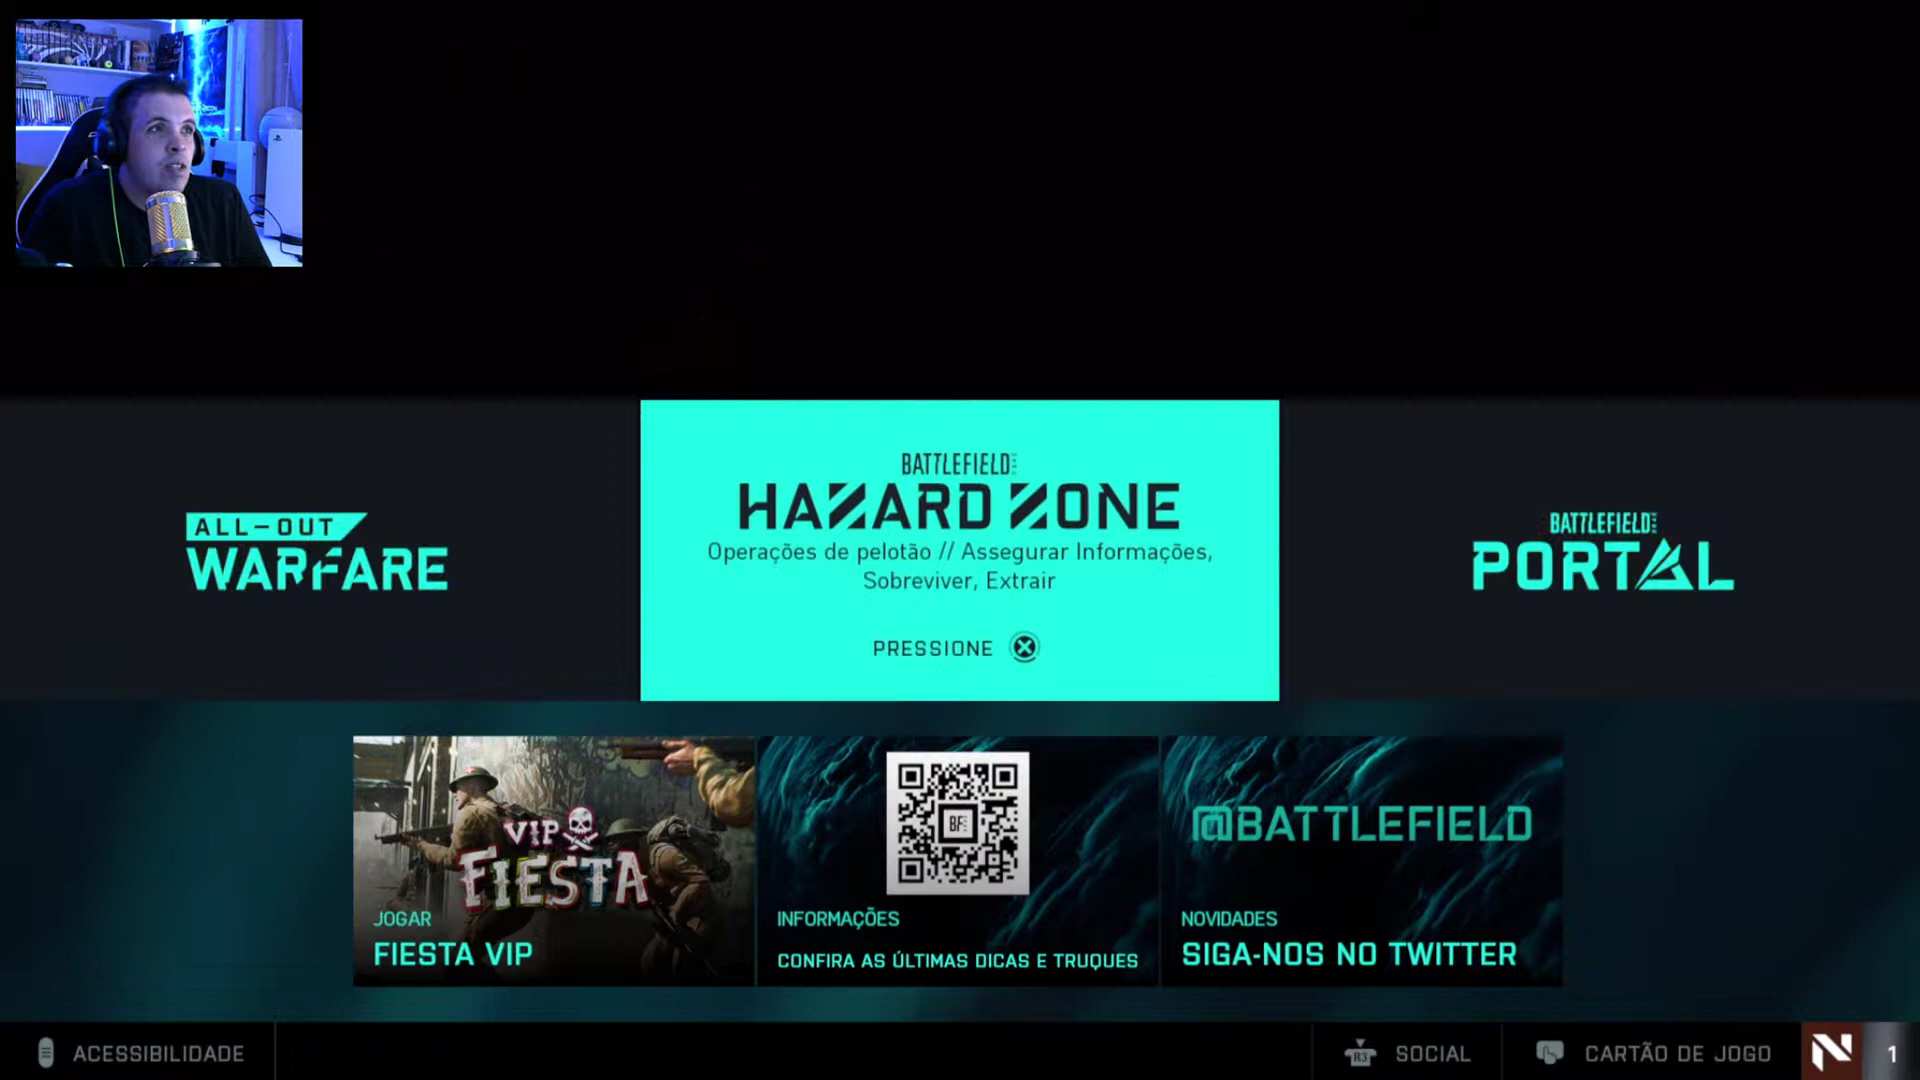 ALL-OUT
WARFARE
BATTLEFIELD
HAZARD ZONE
Operações de pelotão // Assegurar Informações,
Sobreviver, Extrair
PRESSIONE
BATTLEFIELD
PORTAL
VIP
FIESTA
JOGAR
FIESTA VIP
BF
INFORMAÇÕES
CONFIRA AS ÚLTIMAS DICAS E TRUQUES
@BATTLEFIELD
NOVIDADES
SIGA-NOS NO TWITTER
ACESSIBILIDADE
R3
SOCIAL
CARTÃO DE JOGO
1